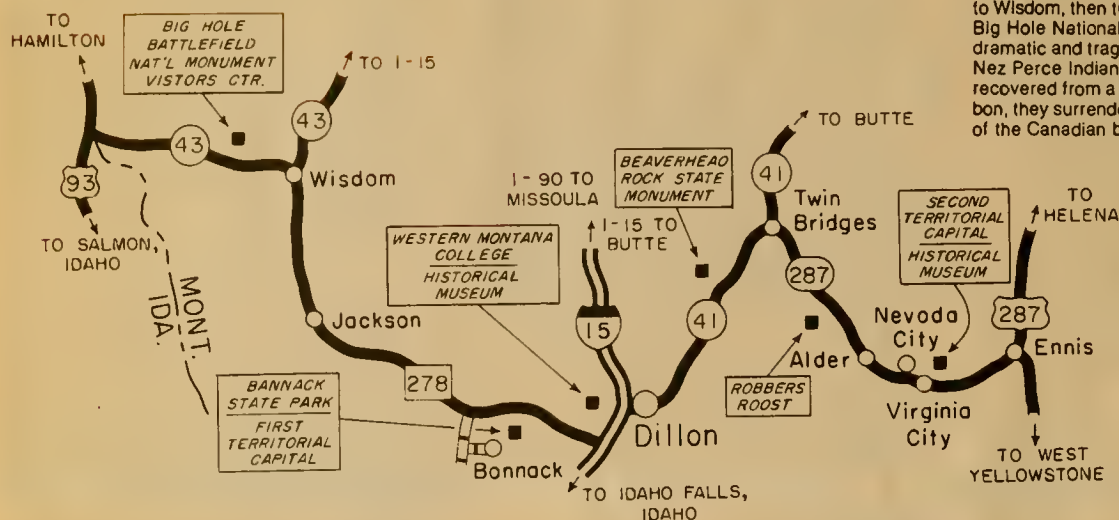 to Wisdom, then t
Big Hole National
dramatic and trag
Nez Perce Indian
recovered from a
bon, they surrende
of the Canadian b
TO
HAMILTON
BIG HOLE
BATTLEFIELD
NAT'L MONUMENT
VISTORS CTR.
TO I-15
43
43
93
Wisdom
TO SALMON,
IDAHO
MONT.
IDA.
Jackson
278
BANNACK
STATE PARK
FIRST
TERRITORIAL
CAPITAL
Bannack
WESTERN MONTANA
COLLEGE
HISTORICAL
MUSEUM
I-90 TO
MISSOULA
I-15 TO
BUTTE
15
Dillon
TO IDAHO FALLS,
IDAHO
BEAVERHEAD
ROCK STATE
MONUMENT
41
TO BUTTE
41
Twin
Bridges
287
ROBBERS
ROOST
Alder
Nevada
City
Virginia
City
SECOND
TERRITORIAL
CAPITAL
HISTORICAL
MUSEUM
TO
HELENA
287
Ennis
TO WEST
YELLOWSTONE